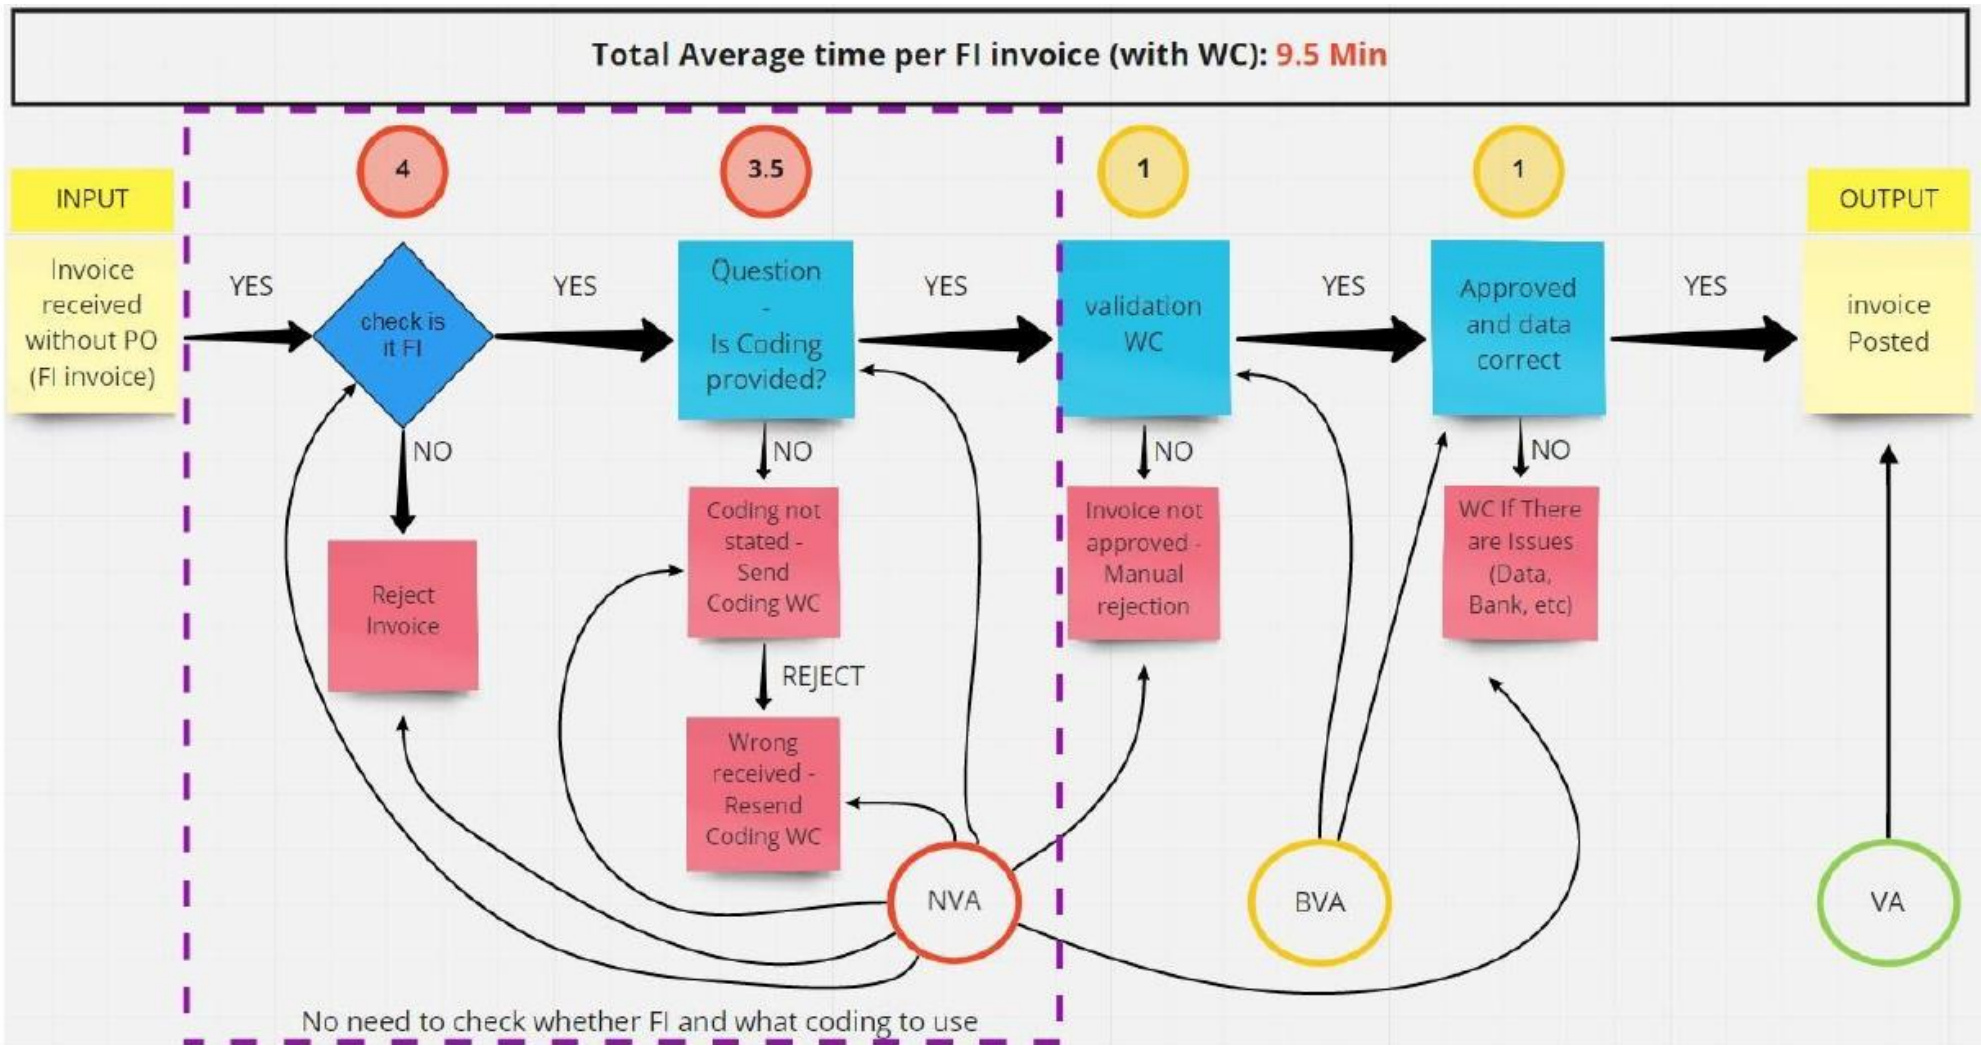 Total Average time per FI invoice (with WC): 9.5 Min
4
3.5
1
1
INPUT
OUTPUT
Invoice
received
without PO
(FI invoice)
YES
check is
it FI
YES
Question
-
Is Coding
provided?
YES
validation
WC
YES
Approved
and data
correct
YES
invoice
Posted
NO
NO
NO
NO
Reject
Invoice
Coding not
stated -
Send
Coding WC
Invoice not
approved -
Manual
rejection
WC If There
are Issues
(Data,
Bank, etc)
REJECT
Wrong
received -
Resend
Coding WC
NVA
BVA
VA
No need to check whether FI and what coding to use